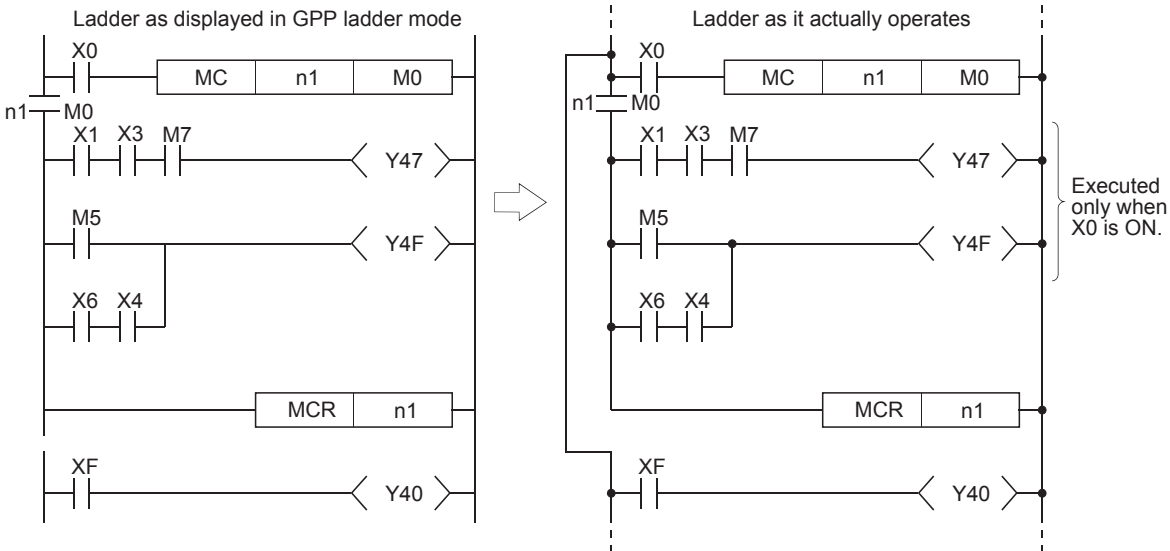 Ladder as displayed in GPP ladder mode
X0
MC n1 M0
n1 M0
X1 X3 M7
Y47
M5
Y4F
X6 X4
MCR n1
XF
Y40
Ladder as it actually operates
X0
MC n1 M0
n1 M0
X1 X3 M7
Y47
M5
Y4F
X6 X4
MCR n1
XF
Y40
Executed
only when
X0 is ON.